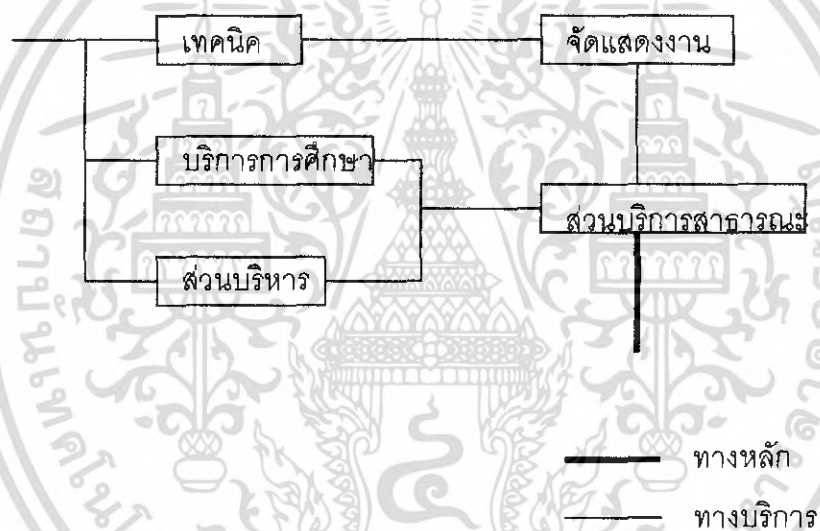 เทคนิค
จัดแสดงงาน
บริการการศึกษา
ส่วนบริการสาธารณะ
ส่วนบริหาร
ทางหลัก
ทางบริการ